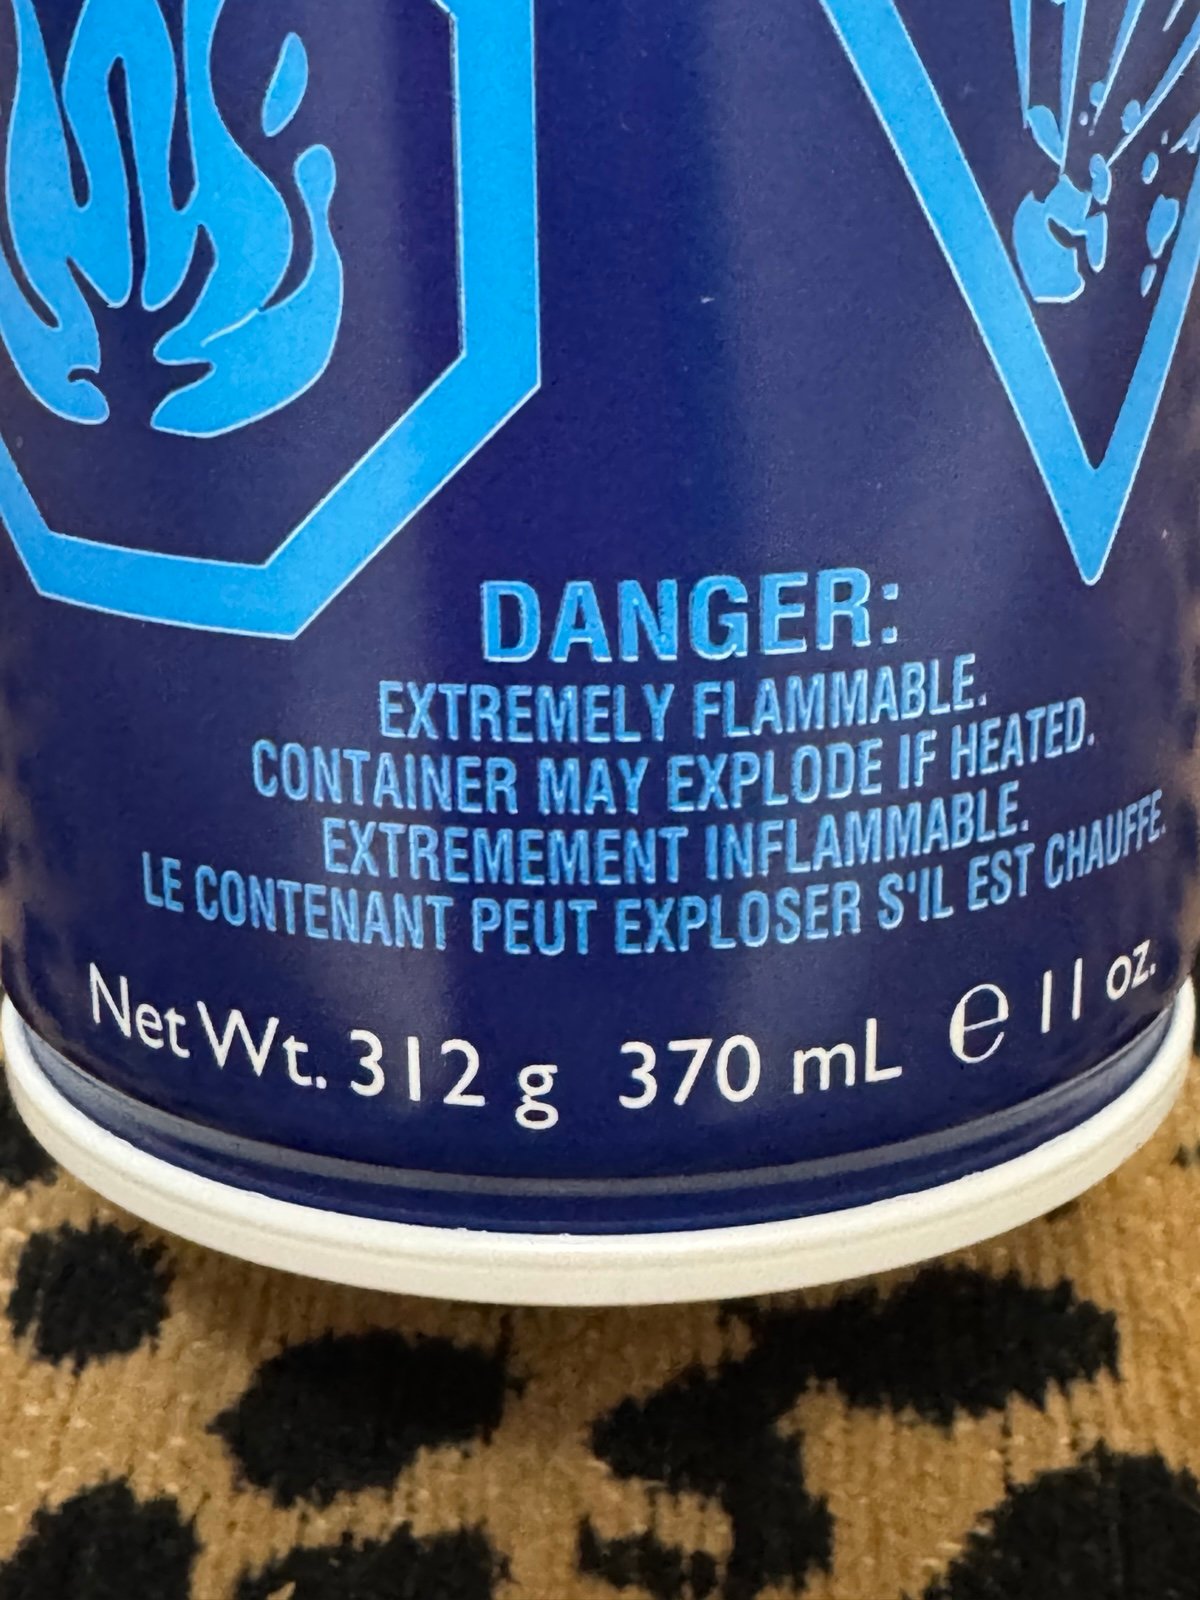 DANGER:
EXTREMELY FLAMMABLE.
CONTAINER MAY EXPLODE IF HEATED.
EXTREMEMENT INFLAMMABLE.
LE CONTENANT PEUT EXPLOSER S'IL EST CHAUFFE.
Net Wt. 312 g 370 mL ℮ 11 oz.